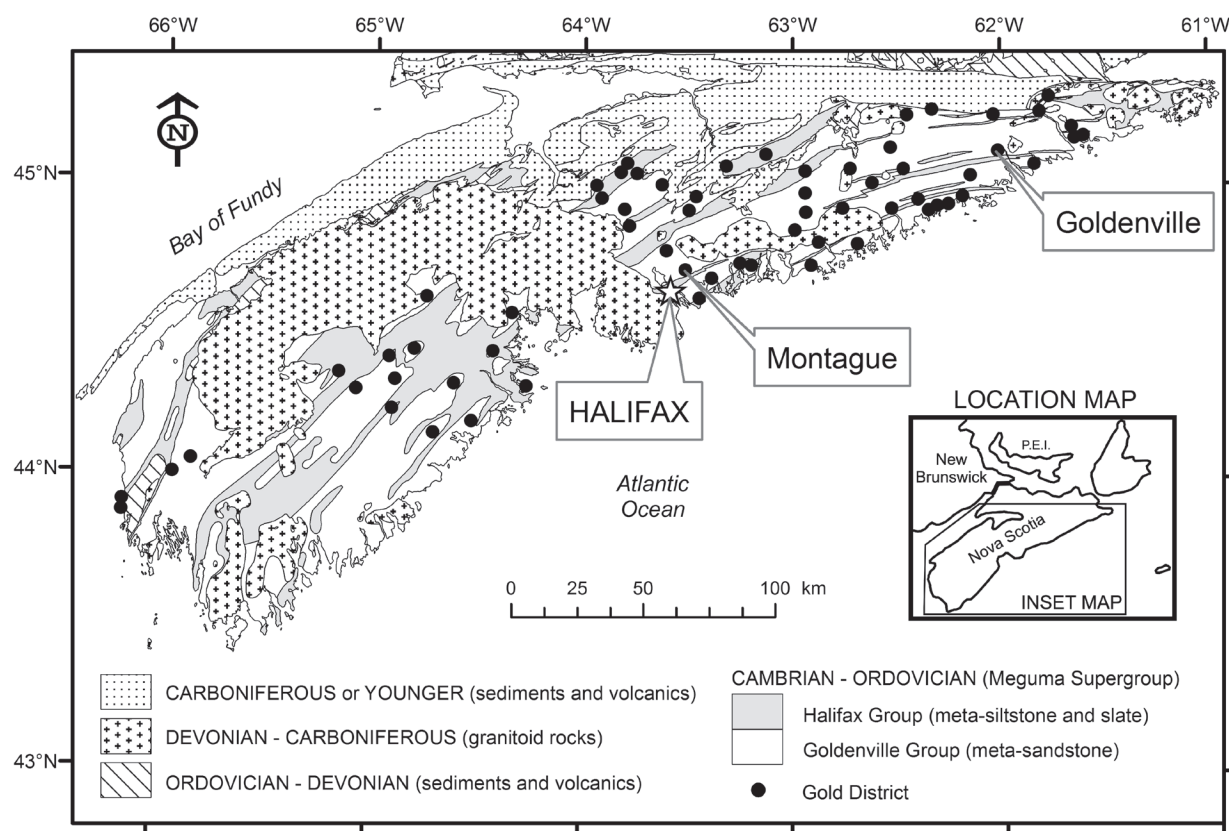 66°W 65°W 64°W 63°W 62°W 61°W
N
45°N
Bay of Fundy
Goldenville
Montague
HALIFAX
LOCATION MAP
P.E.I.
New
Brunswick
Nova Scotia
INSET MAP
44°N
Atlantic
Ocean
0 25 50 100 km
43°N
CARBONIFEROUS or YOUNGER (sediments and volcanics)
DEVONIAN - CARBONIFEROUS (granitoid rocks)
ORDOVICIAN - DEVONIAN (sediments and volcanics)
CAMBRIAN - ORDOVICIAN (Meguma Supergroup)
Halifax Group (meta-siltstone and slate)
Goldenville Group (meta-sandstone)
Gold District